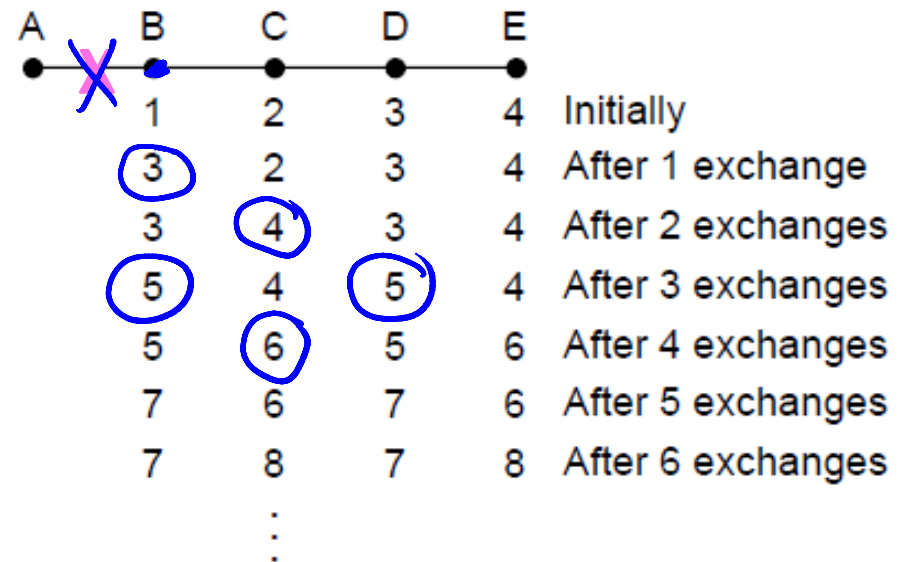 A B C D E
X
1 2 3 4 Initially
3 2 3 4 After 1 exchange
3 4 3 4 After 2 exchanges
5 4 5 4 After 3 exchanges
5 6 5 6 After 4 exchanges
7 6 7 6 After 5 exchanges
7 8 7 8 After 6 exchanges